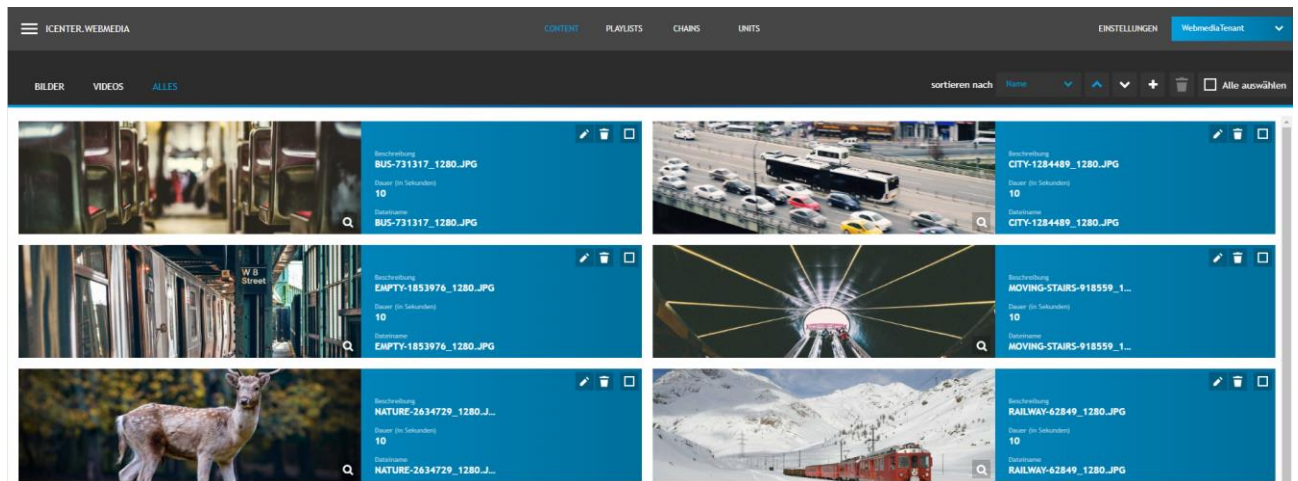 ICENTER.WEBMEDIA
CONTENT PLAYLISTS CHAINS UNITS
EINSTELLUNGEN WebmediaTenant
BILDER VIDEOS ALLES
sortieren nach Name Alle auswählen
Beschreibung
BUS-731317_1280.JPG
Dauer (in Sekunden)
10
Dateiname
BUS-731317_1280.JPG
Beschreibung
CITY-1284489_1280.JPG
Dauer (in Sekunden)
10
Dateiname
CITY-1284489_1280.JPG
W 8
Street
Beschreibung
EMPTY-1853976_1280.JPG
Dauer (in Sekunden)
10
Dateiname
EMPTY-1853976_1280.JPG
Beschreibung
MOVING-STAIRS-918559_1...
Dauer (in Sekunden)
10
Dateiname
MOVING-STAIRS-918559_1...
Beschreibung
NATURE-2634729_1280.J...
Dauer (in Sekunden)
10
Dateiname
NATURE-2634729_1280.J...
Beschreibung
RAILWAY-62849_1280.JPG
Dauer (in Sekunden)
10
Dateiname
RAILWAY-62849_1280.JPG